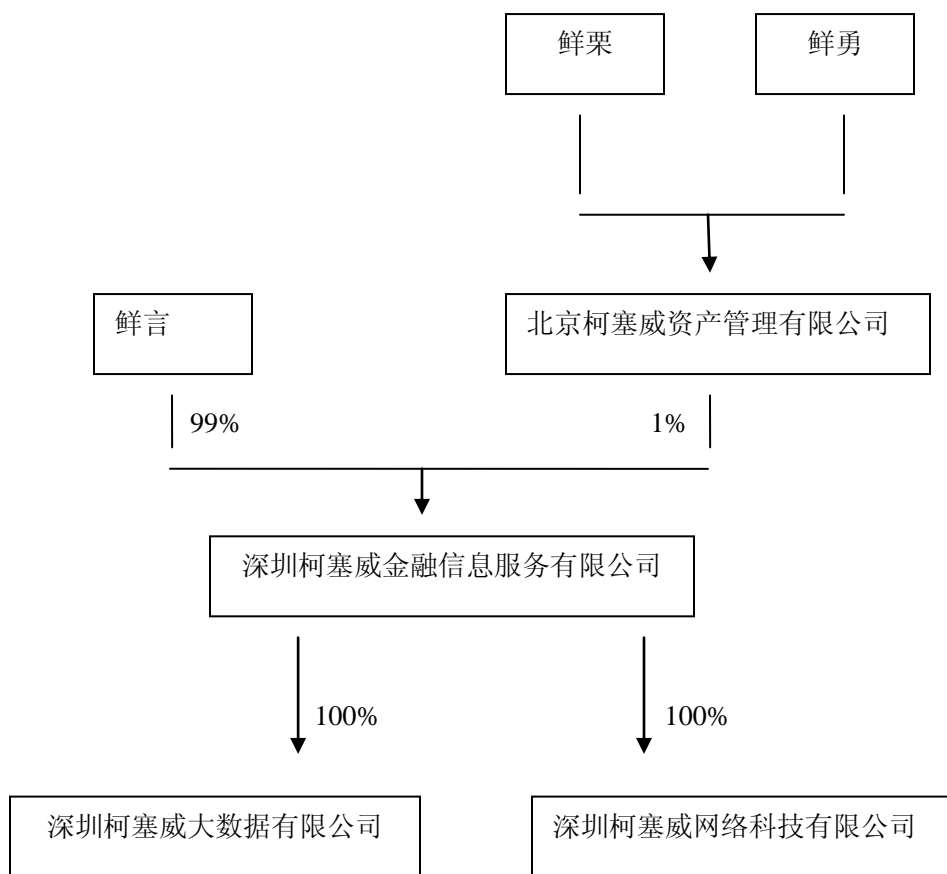 鲜栗
鲜勇
鲜言
北京柯塞威资产管理有限公司
99%
1%
深圳柯塞威金融信息服务有限公司
100%
100%
深圳柯塞威大数据有限公司
深圳柯塞威网络科技有限公司